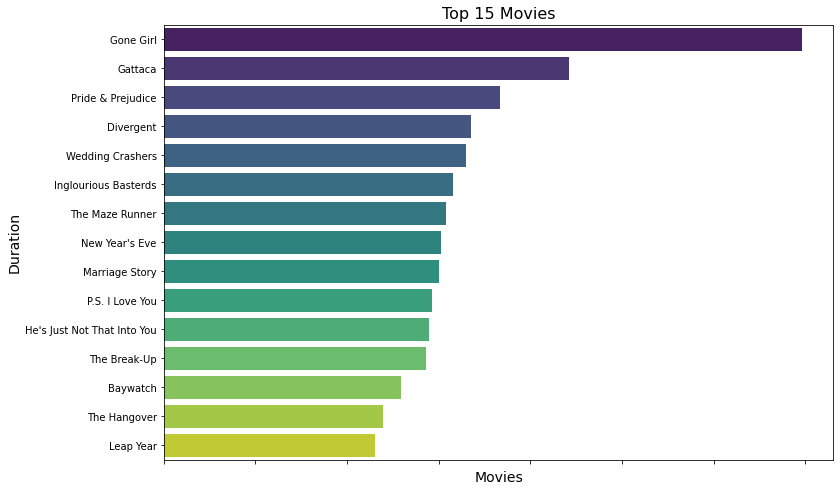 Top 15 Movies
Gone Girl
Gattaca
Pride & Prejudice
Divergent
Wedding Crashers
Inglourious Basterds
The Maze Runner
New Year's Eve
Marriage Story
P.S. I Love You
He's Just Not That Into You
The Break-Up
Baywatch
The Hangover
Leap Year
Duration
Movies